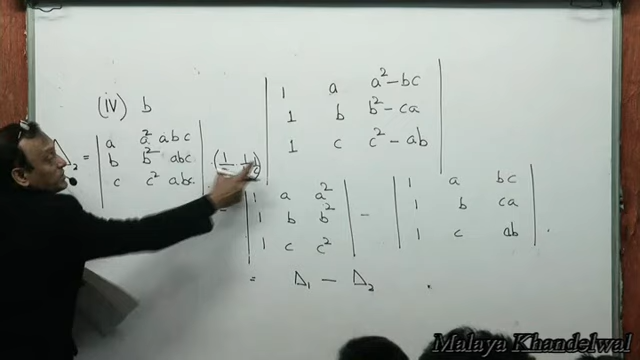 (iv) b
| 1 a a² – bc |
| 1 b b² – ca |
| 1 c c² – ab |
Δ₂ = | a a² abc |
| b b² abc |
| c c² abc |
= | 1 a a² | – | 1 a bc |
| 1 b b² | | 1 b ca |
| 1 c c² | | 1 c ab | .
= Δ₁ – Δ₂ .
Malaya Khandelwal